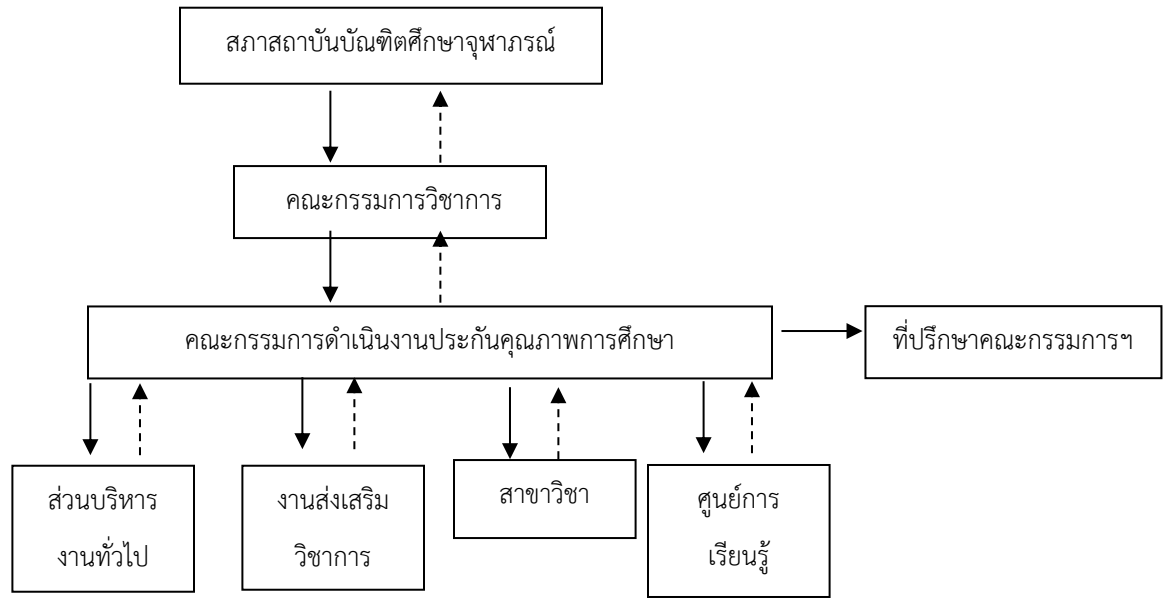 สภาสถาบันบัณฑิตศึกษาจุฬาภรณ์
คณะกรรมการวิชาการ
คณะกรรมการดำเนินงานประกันคุณภาพการศึกษา
ที่ปรึกษาคณะกรรมการฯ
ส่วนบริหาร
งานทั่วไป
งานส่งเสริม
วิชาการ
สาขาวิชา
ศูนย์การ
เรียนรู้